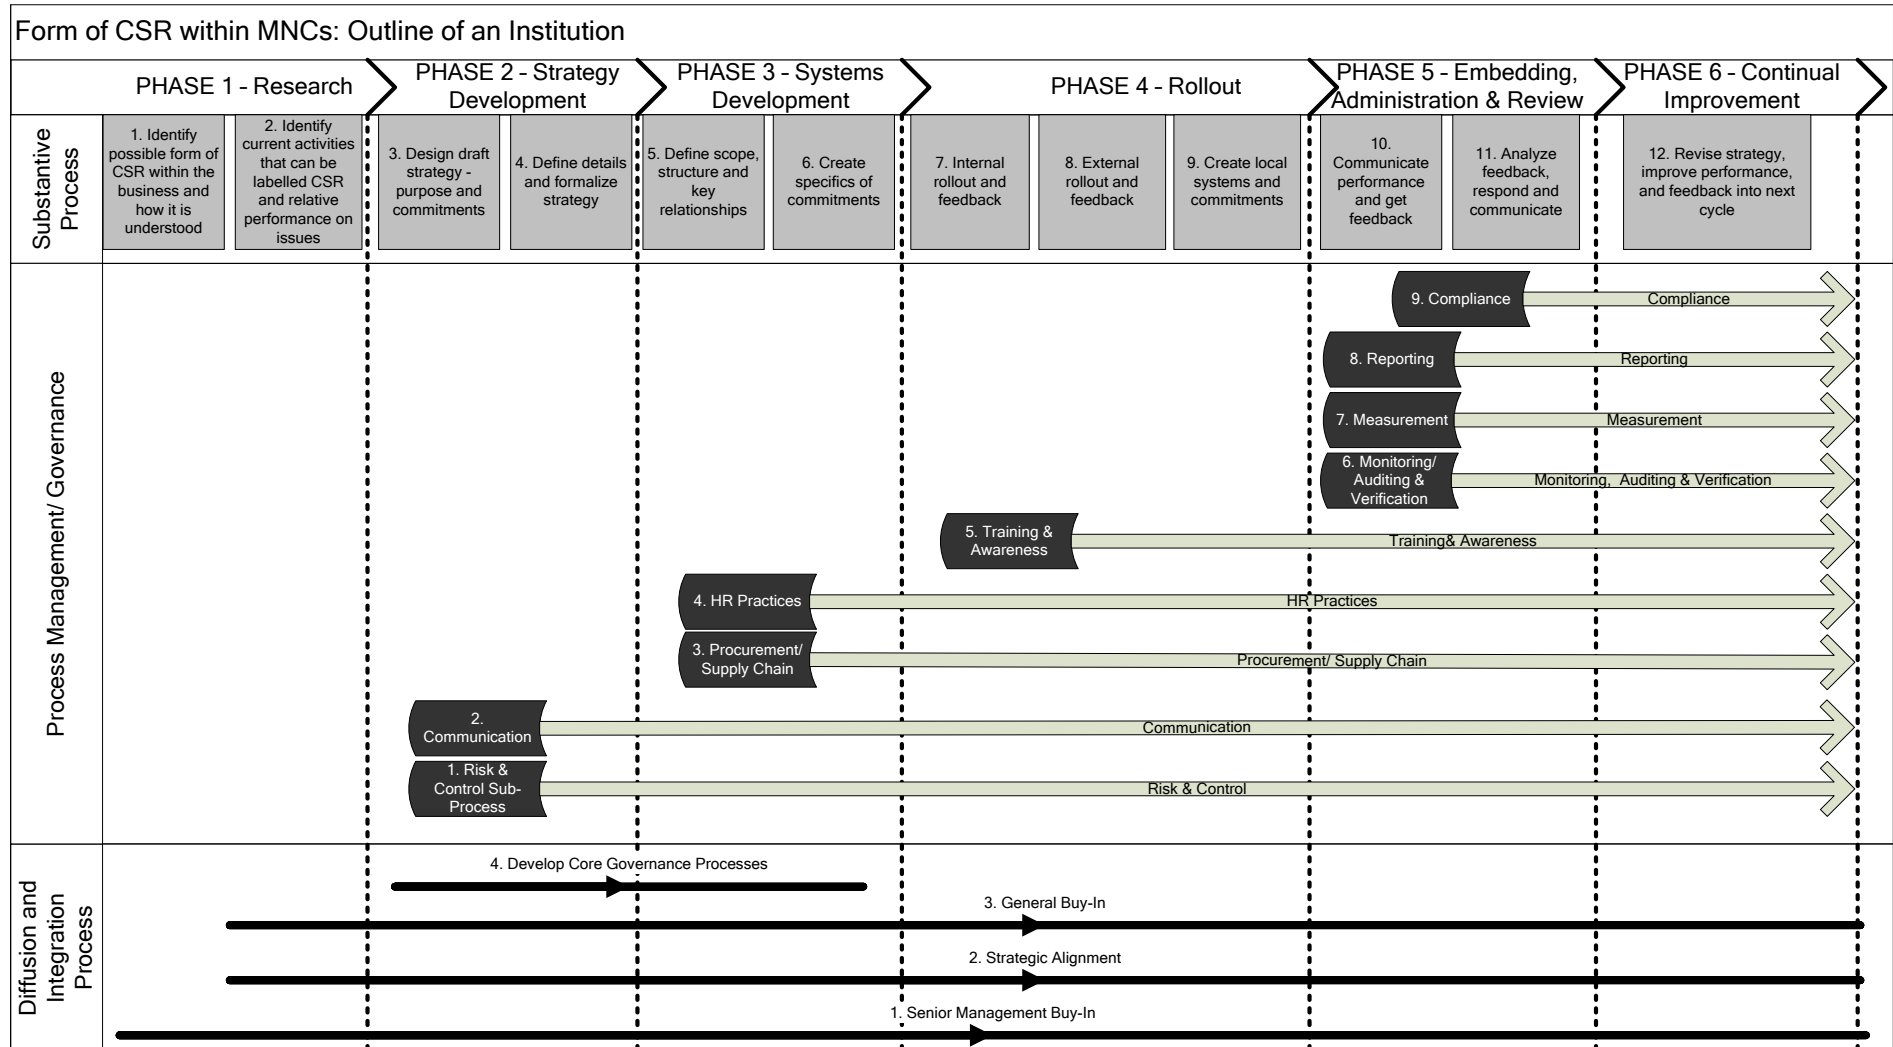 Form of CSR within MNCs: Outline of an Institution
PHASE 1 - Research
PHASE 2 - Strategy
Development
PHASE 3 - Systems
Development
PHASE 4 - Rollout
PHASE 5 - Embedding,
Administration & Review
PHASE 6 - Continual
Improvement
Substantive
Process
1. Identify
possible form of
CSR within the
business and
how it is
understood
2. Identify
current activities
that can be
labelled CSR
and relative
performance on
issues
3. Design draft
strategy -
purpose and
commitments
4. Define details
and formalize
strategy
5. Define scope,
structure and
key
relationships
6. Create
specifics of
commitments
7. Internal
rollout and
feedback
8. External
rollout and
feedback
9. Create local
systems and
commitments
10.
Communicate
performance
and get
feedback
11. Analyze
feedback,
respond and
communicate
12. Revise strategy,
improve performance,
and feedback into next
cycle
Process Management/ Governance
9. Compliance
Compliance
8. Reporting
Reporting
7. Measurement
Measurement
6. Monitoring/
Auditing &
Verification
Monitoring, Auditing & Verification
5. Training &
Awareness
Training& Awareness
4. HR Practices
HR Practices
3. Procurement/
Supply Chain
Procurement/ Supply Chain
2.
Communication
Communication
1. Risk &
Control Sub-
Process
Risk & Control
Diffusion and
Integration
Process
4. Develop Core Governance Processes
3. General Buy-In
2. Strategic Alignment
1. Senior Management Buy-In